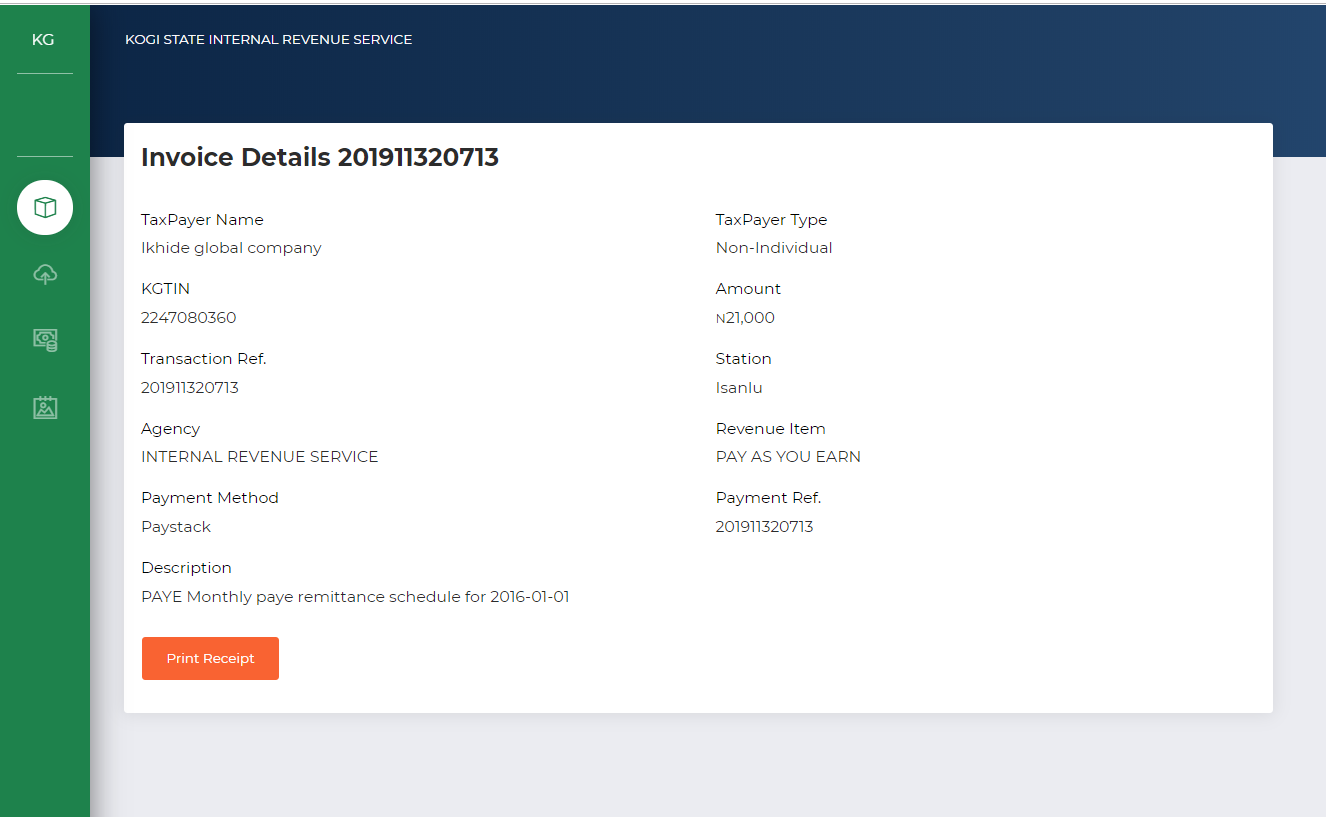 KG
KOGI STATE INTERNAL REVENUE SERVICE
Invoice Details 201911320713
TaxPayer Name
Ikhide global company
TaxPayer Type
Non-Individual
KGTIN
2247080360
Amount
N21,000
Transaction Ref.
201911320713
Station
Isanlu
Agency
INTERNAL REVENUE SERVICE
Revenue Item
PAY AS YOU EARN
Payment Method
Paystack
Payment Ref.
201911320713
Description
PAYE Monthly paye remittance schedule for 2016-01-01
Print Receipt